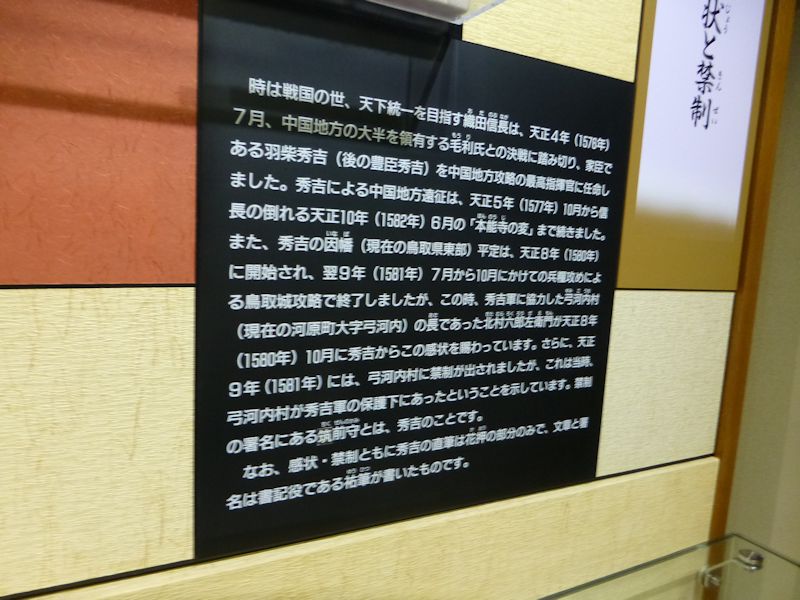 時は戦国の世、天下統一を目指す織田信長は、天正4年（1576年）
7月、中国地方の大半を領有する毛利氏との決戦に踏み切り、家臣で
ある羽柴秀吉（後の豊臣秀吉）を中国地方攻略の最高指揮官に任命し
ました。秀吉による中国地方遠征は、天正5年（1577年）10月から信
長の倒れる天正10年（1582年）6月の「本能寺の変」まで続きました。
また、秀吉の因幡（現在の鳥取県東部）平定は、天正8年（1580年）
に開始され、翌9年（1581年）7月から10月にかけての兵糧攻めによ
る鳥取城攻略で終了しましたが、この時、秀吉軍に協力した弓河内村
（現在の河原町大字弓河内）の長であった北村六郎左衛門が天正8年
（1580年）10月に秀吉からこの感状を賜わっています。さらに、天正
9年（1581年）には、弓河内村に禁制が出されましたが、これは当時、
弓河内村が秀吉軍の保護下にあったということを示しています。禁制
の署名にある筑前守とは、秀吉のことです。
なお、感状・禁制ともに秀吉の直筆は花押の部分のみで、文章と署
名は書記役である祐筆が書いたものです。
状と禁制